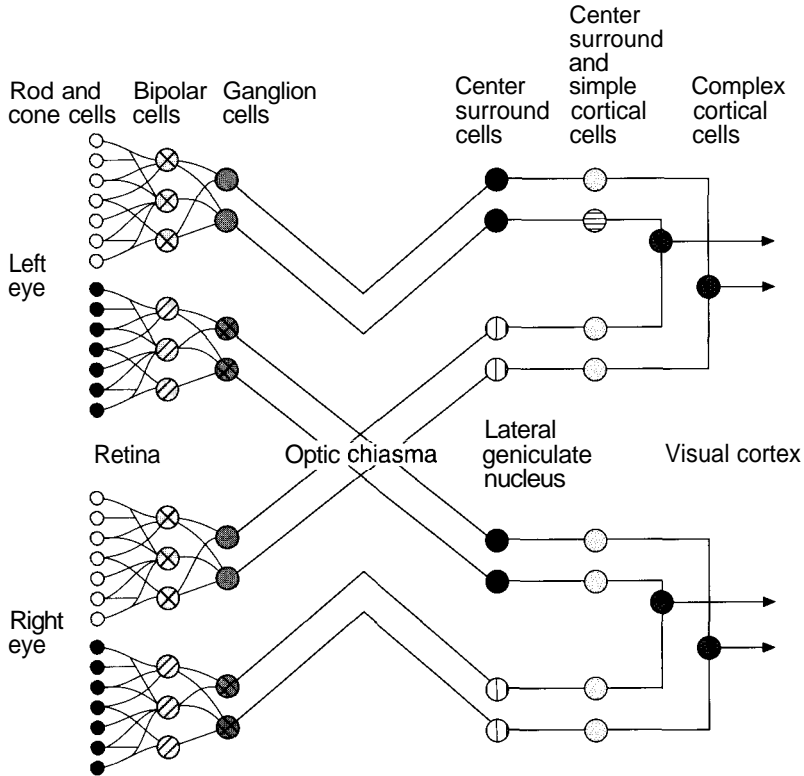 Rod and
cone cells
Bipolar
cells
Ganglion
cells
Center
surround
cells
Center
surround
and
simple
cortical
cells
Complex
cortical
cells
Left
eye
Retina
Optic chiasma
Lateral
geniculate
nucleus
Visual cortex
Right
eye